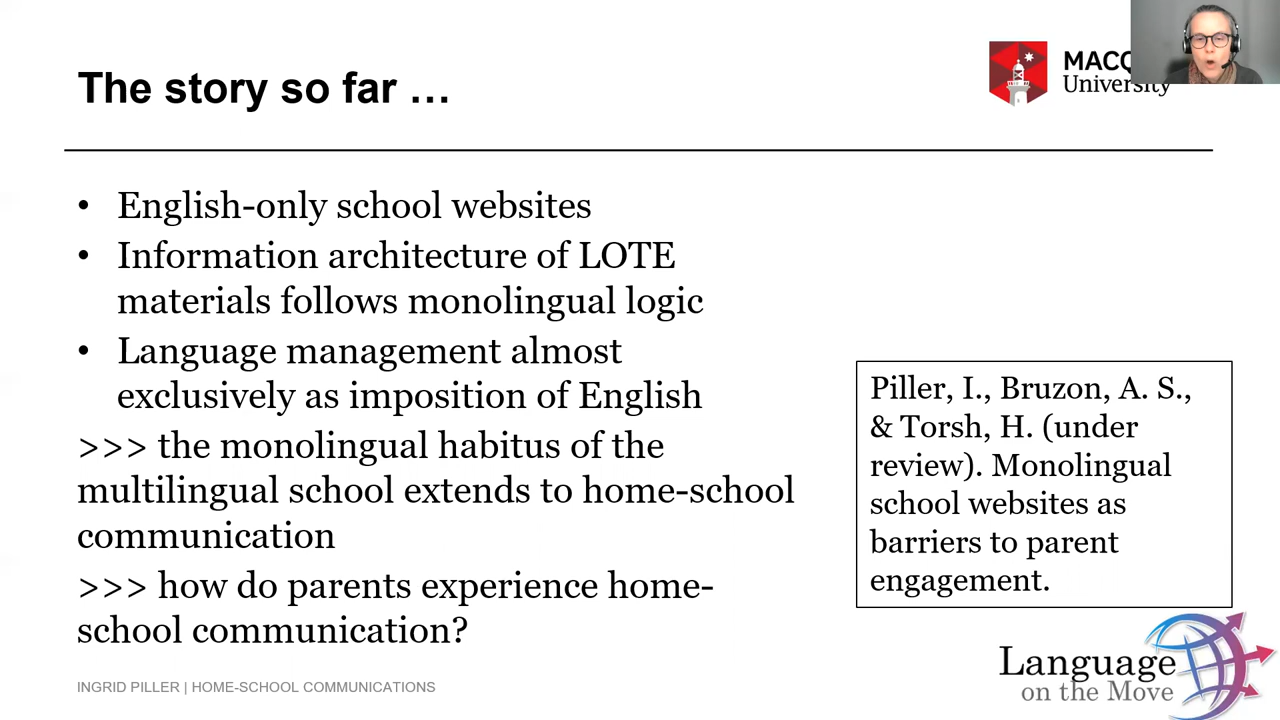 The story so far …
MACQ
University
• English-only school websites
• Information architecture of LOTE
materials follows monolingual logic
• Language management almost
exclusively as imposition of English
>>> the monolingual habitus of the
multilingual school extends to home-school
communication
>>> how do parents experience home-
school communication?
Piller, I., Bruzon, A. S.,
& Torsh, H. (under
review). Monolingual
school websites as
barriers to parent
engagement.
INGRID PILLER | HOME-SCHOOL COMMUNICATIONS
Language
on the Move